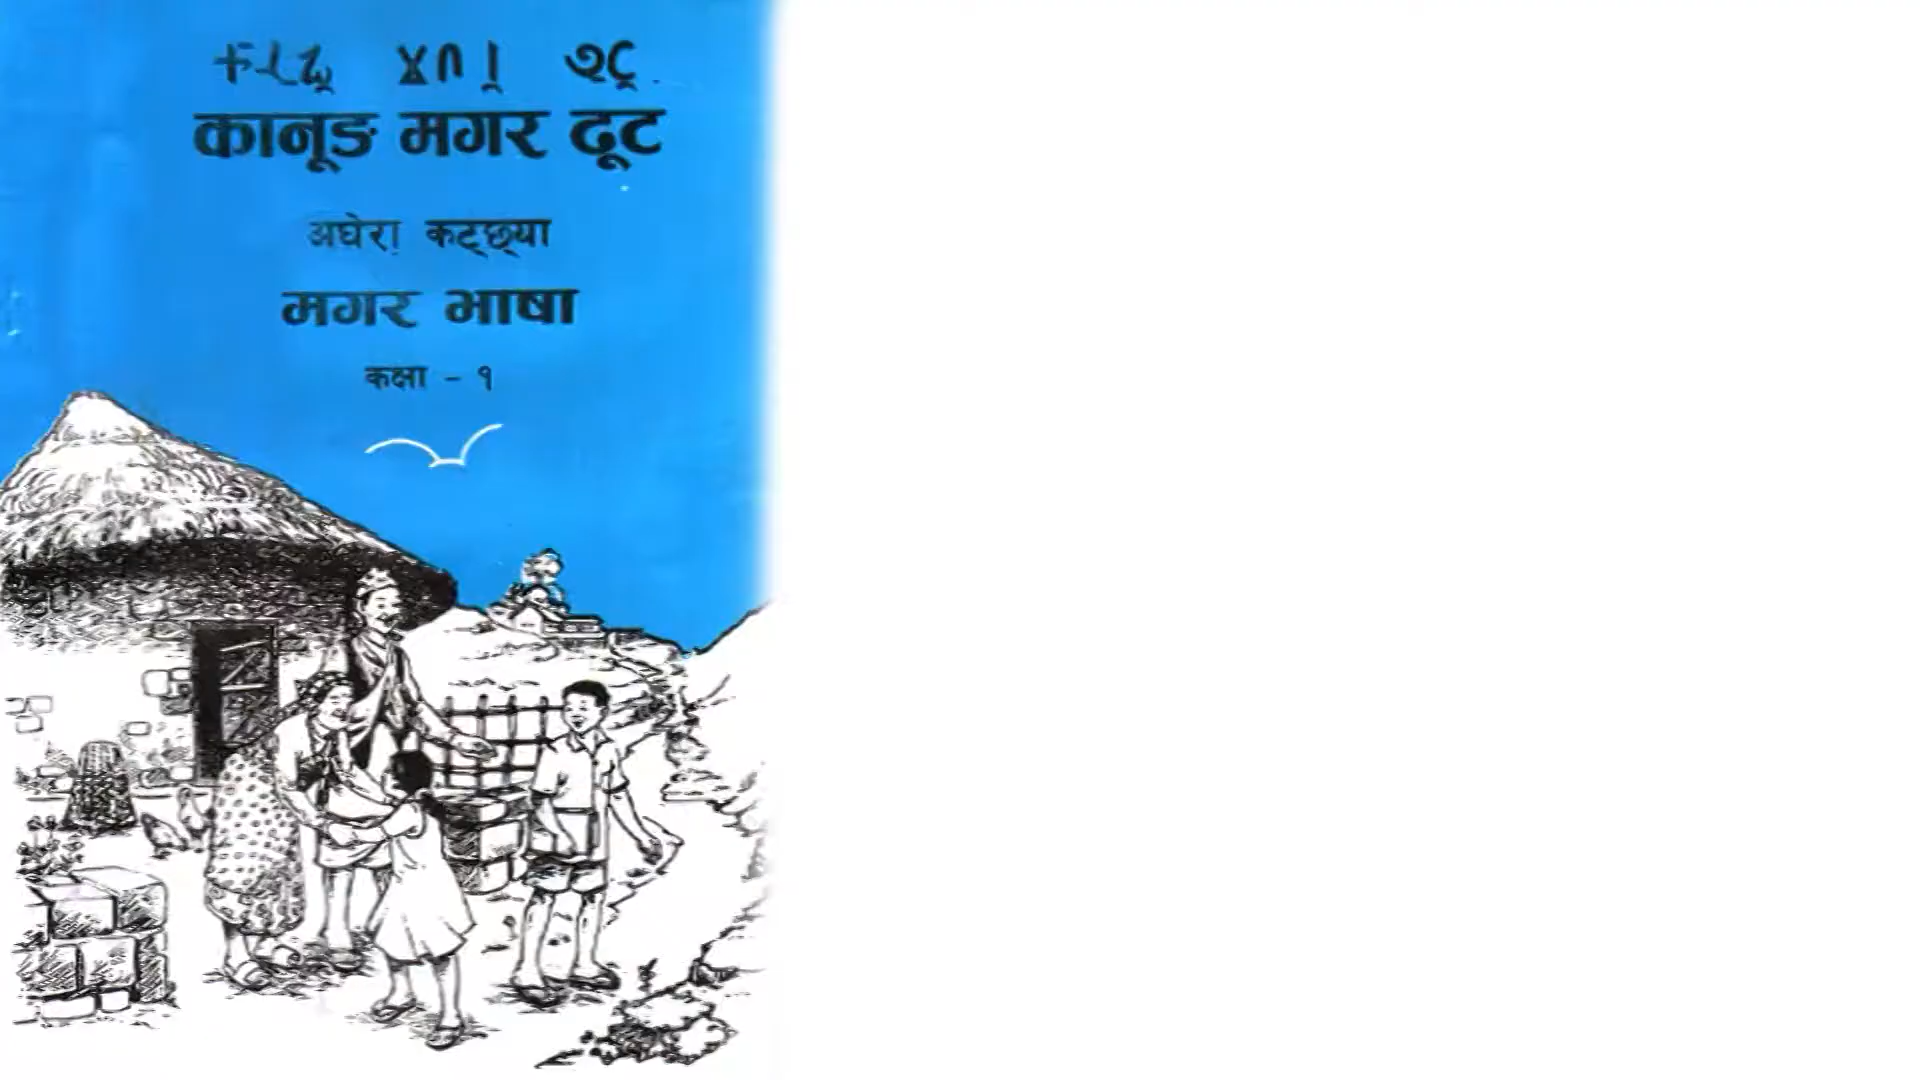 कानूङ मगर ढूट
अघेरा़ कट्छ्या
मगर भाषा
कक्षा - १